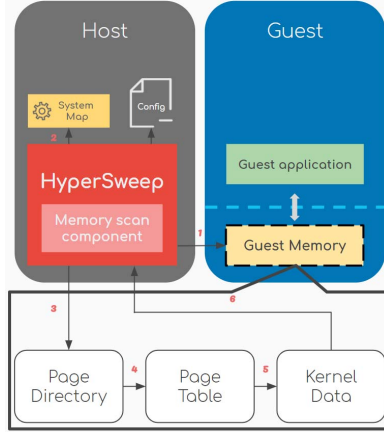 Host
Guest
System
Map
Config
2
HyperSweep
Guest application
Memory scan
component
1
Guest Memory
3
6
Page
Directory
4
Page
Table
5
Kernel
Data